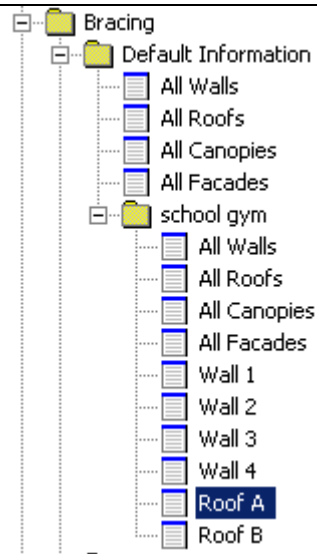 Bracing
Default Information
All Walls
All Roofs
All Canopies
All Facades
school gym
All Walls
All Roofs
All Canopies
All Facades
Wall 1
Wall 2
Wall 3
Wall 4
Roof A
Roof B